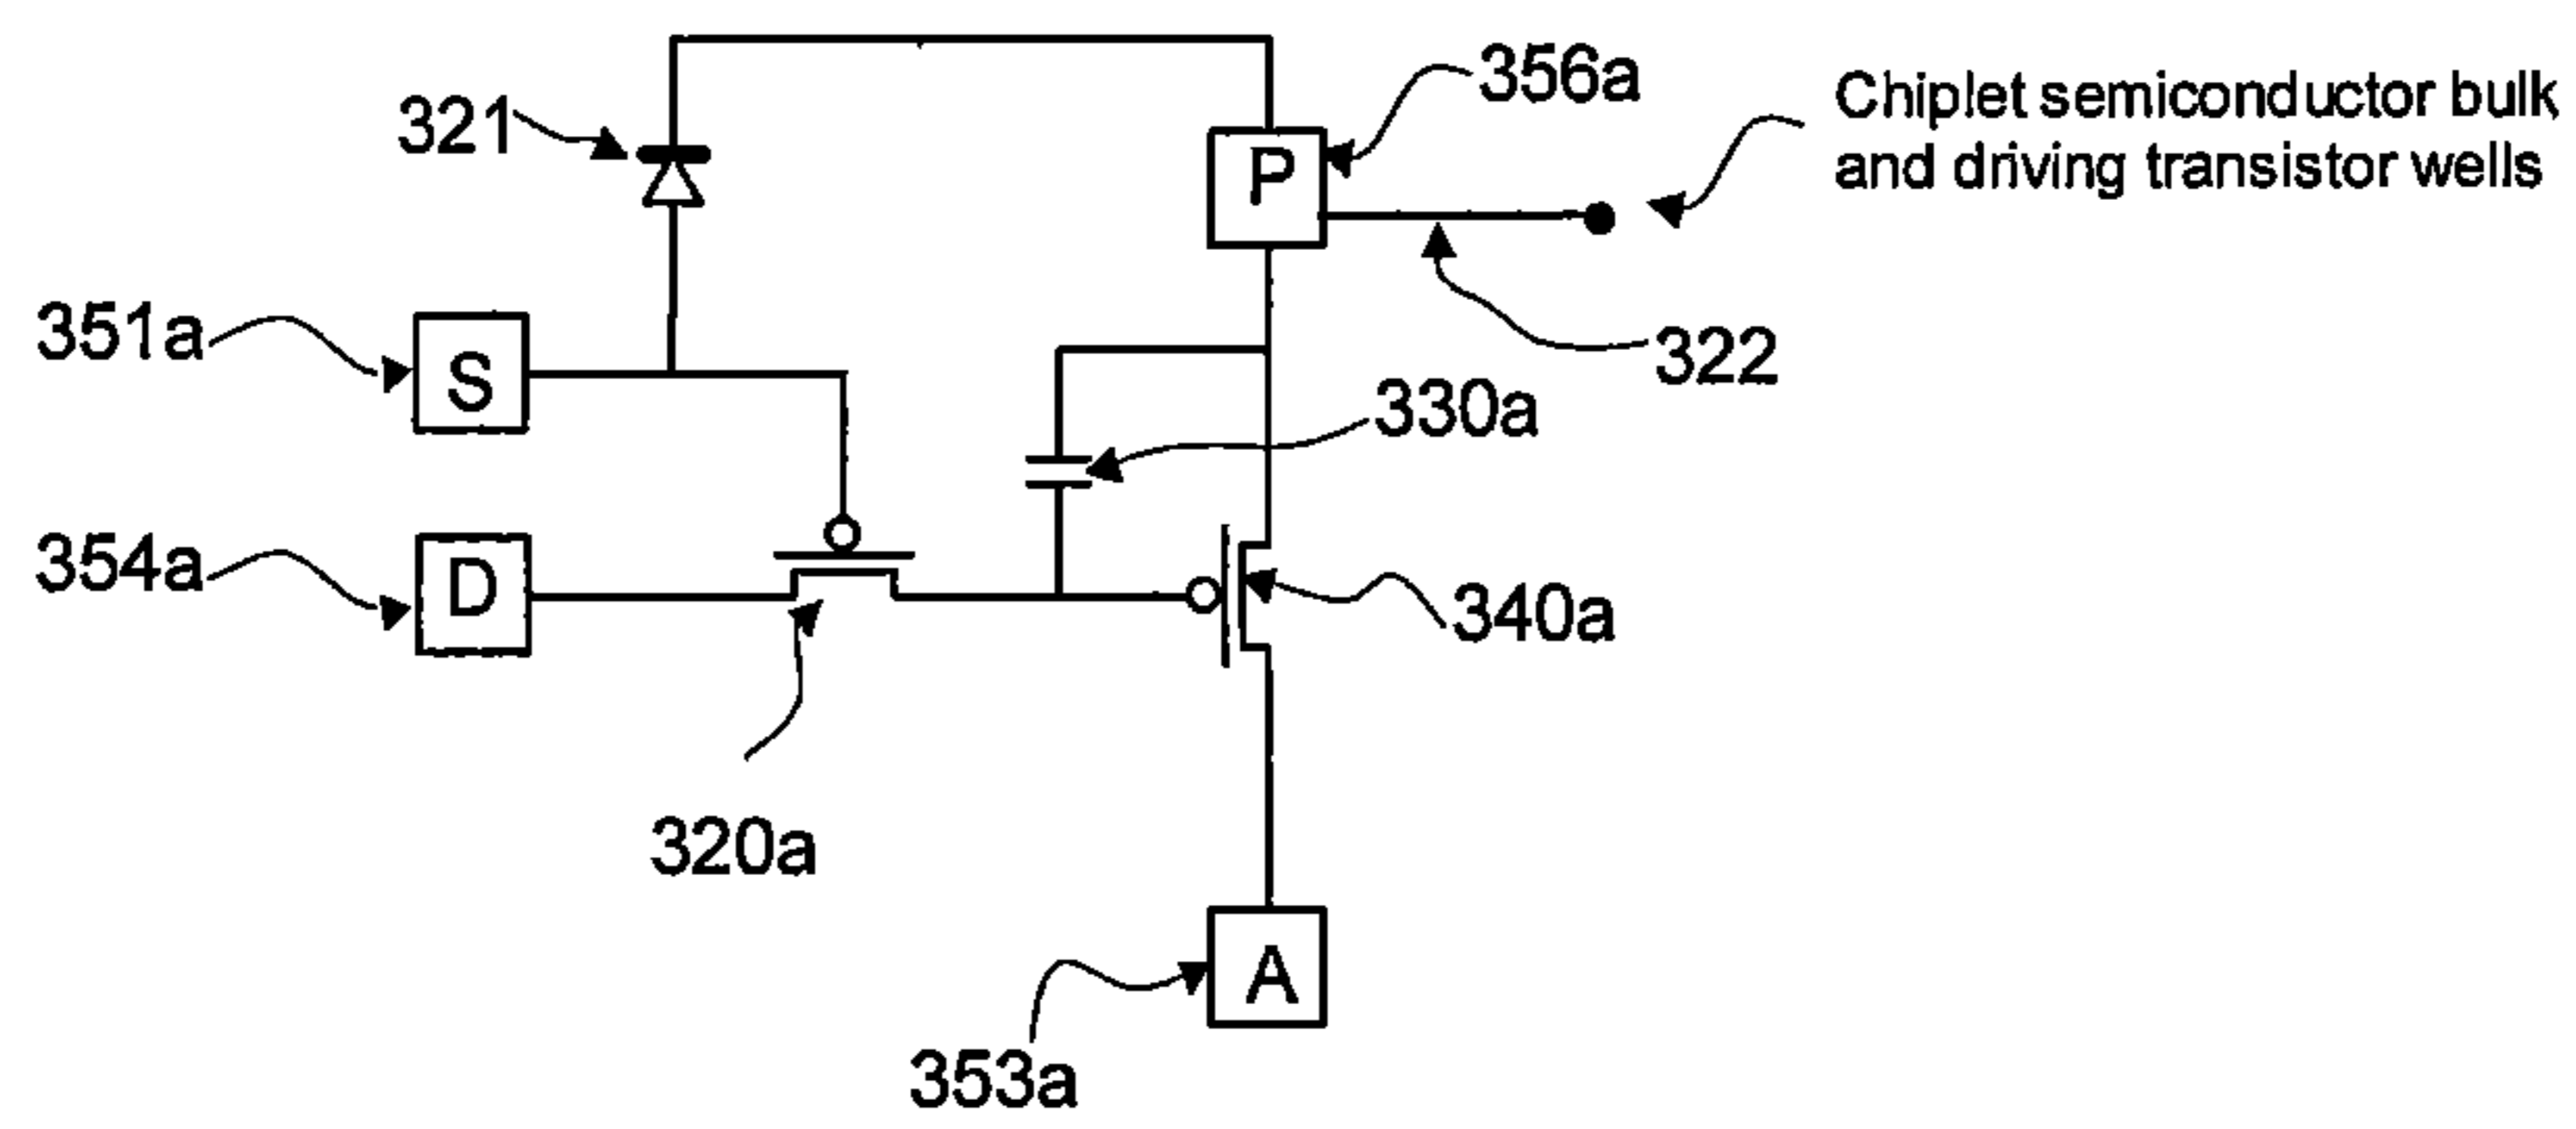 356a
Chiplet semiconductor bulk
and driving transistor wells
321
P
351a
S
322
330a
354a
D
340a
320a
A
353a